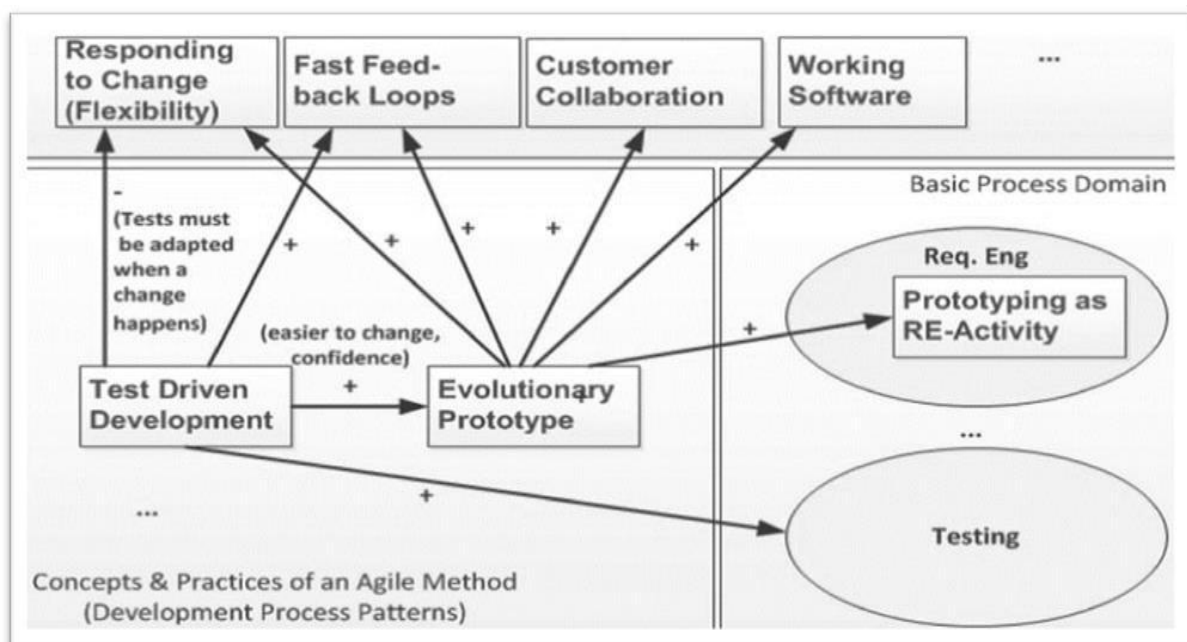 Responding
to Change
(Flexibility)
Fast Feed-
back Loops
Customer
Collaboration
Working
Software
...
Basic Process Domain
-
(Tests must
be adapted
when a
change
happens)
+
+
+
+
+
Req. Eng
Prototyping as
RE-Activity
+
(easier to change,
confidence)
+
Test Driven
Development
Evolutionary
Prototype
+
...
+
...
Testing
Concepts & Practices of an Agile Method
(Development Process Patterns)